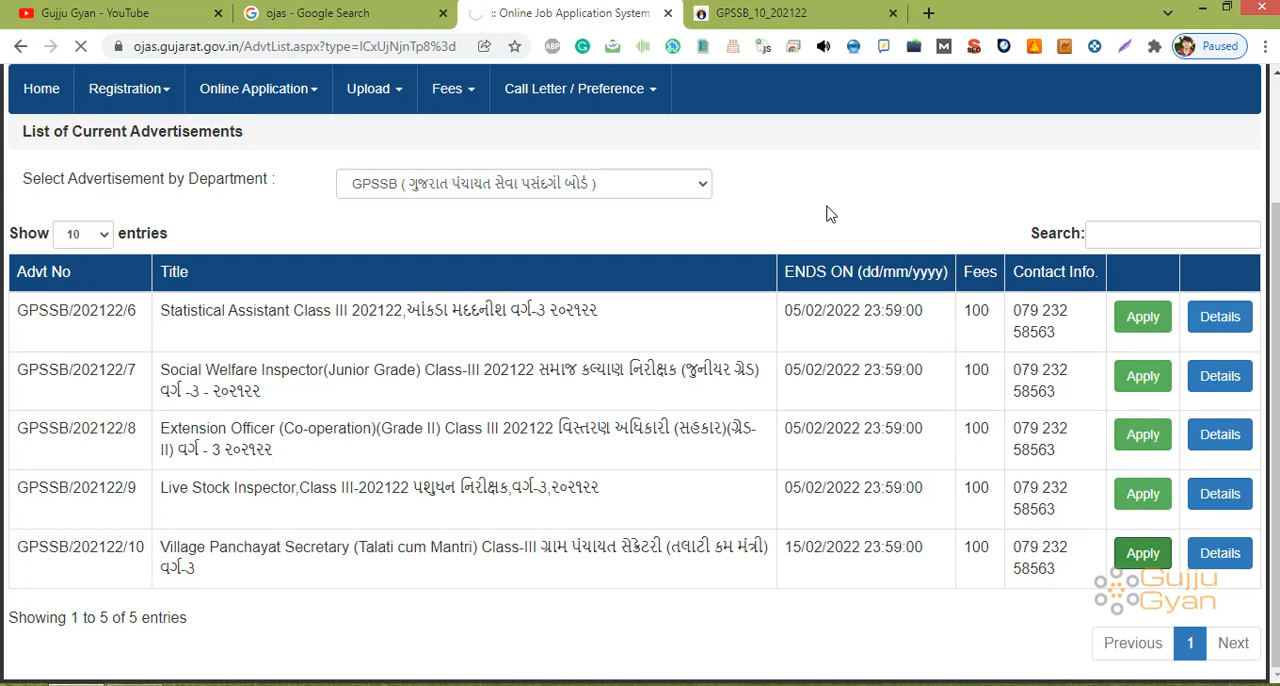 Gujju Gyan - YouTube
ojas - Google Search
:: Online Job Application System
GPSSB_10_202122
ojas.gujarat.gov.in/AdvtList.aspx?type=lCxUjNjnTp8%3d
Paused
Home Registration Online Application Upload Fees Call Letter / Preference
List of Current Advertisements
Select Advertisement by Department :
GPSSB ( ગુજરાત પંચાયત સેવા પસંદગી બોર્ડ )
Show 10 entries
Search:
Advt No Title ENDS ON (dd/mm/yyyy) Fees Contact Info.
GPSSB/202122/6 Statistical Assistant Class III 202122,આંકડા મદદનીશ વર્ગ-૩ ૨૦૨૧૨૨ 05/02/2022 23:59:00 100 079 232 Apply Details
58563
GPSSB/202122/7 Social Welfare Inspector(Junior Grade) Class-III 202122 સમાજ કલ્યાણ નિરીક્ષક (જુનીયર ગ્રેડ) 05/02/2022 23:59:00 100 079 232 Apply Details
વર્ગ -૩ - ૨૦૨૧૨૨ 58563
GPSSB/202122/8 Extension Officer (Co-operation)(Grade II) Class III 202122 વિસ્તરણ અધિકારી (સહકાર)(ગ્રેડ- 05/02/2022 23:59:00 100 079 232 Apply Details
II) વર્ગ - 3 ૨૦૨૧૨૨ 58563
GPSSB/202122/9 Live Stock Inspector,Class III-202122 પશુધન નિરીક્ષક,વર્ગ-૩,૨૦૨૧૨૨ 05/02/2022 23:59:00 100 079 232 Apply Details
58563
GPSSB/202122/10 Village Panchayat Secretary (Talati cum Mantri) Class-III ગ્રામ પંચાયત સેક્રેટરી (તલાટી કમ મંત્રી) 15/02/2022 23:59:00 100 079 232 Apply Details
વર્ગ-૩ 58563
Gujju
Gyan
Showing 1 to 5 of 5 entries
Previous 1 Next